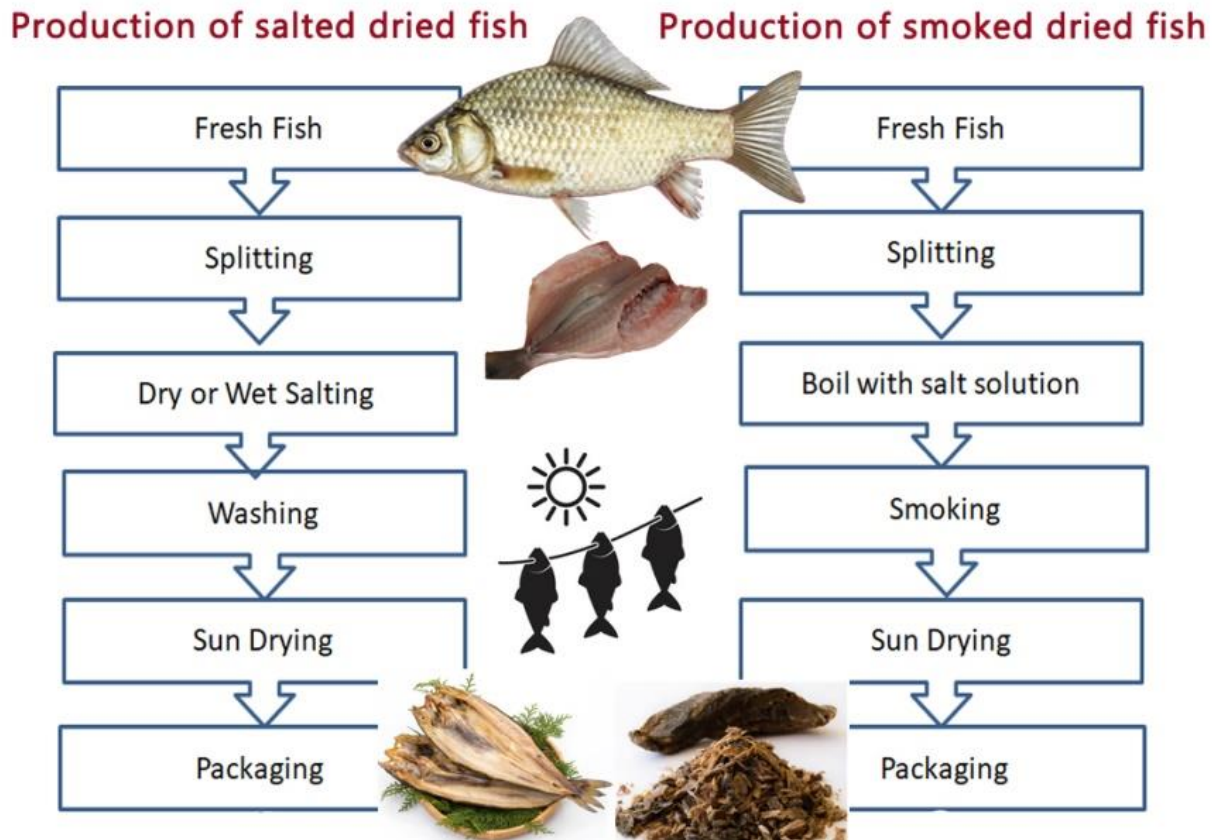 Production of salted dried fish
Fresh Fish
Splitting
Dry or Wet Salting
Washing
Sun Drying
Packaging
Production of smoked dried fish
Fresh Fish
Splitting
Boil with salt solution
Smoking
Sun Drying
Packaging